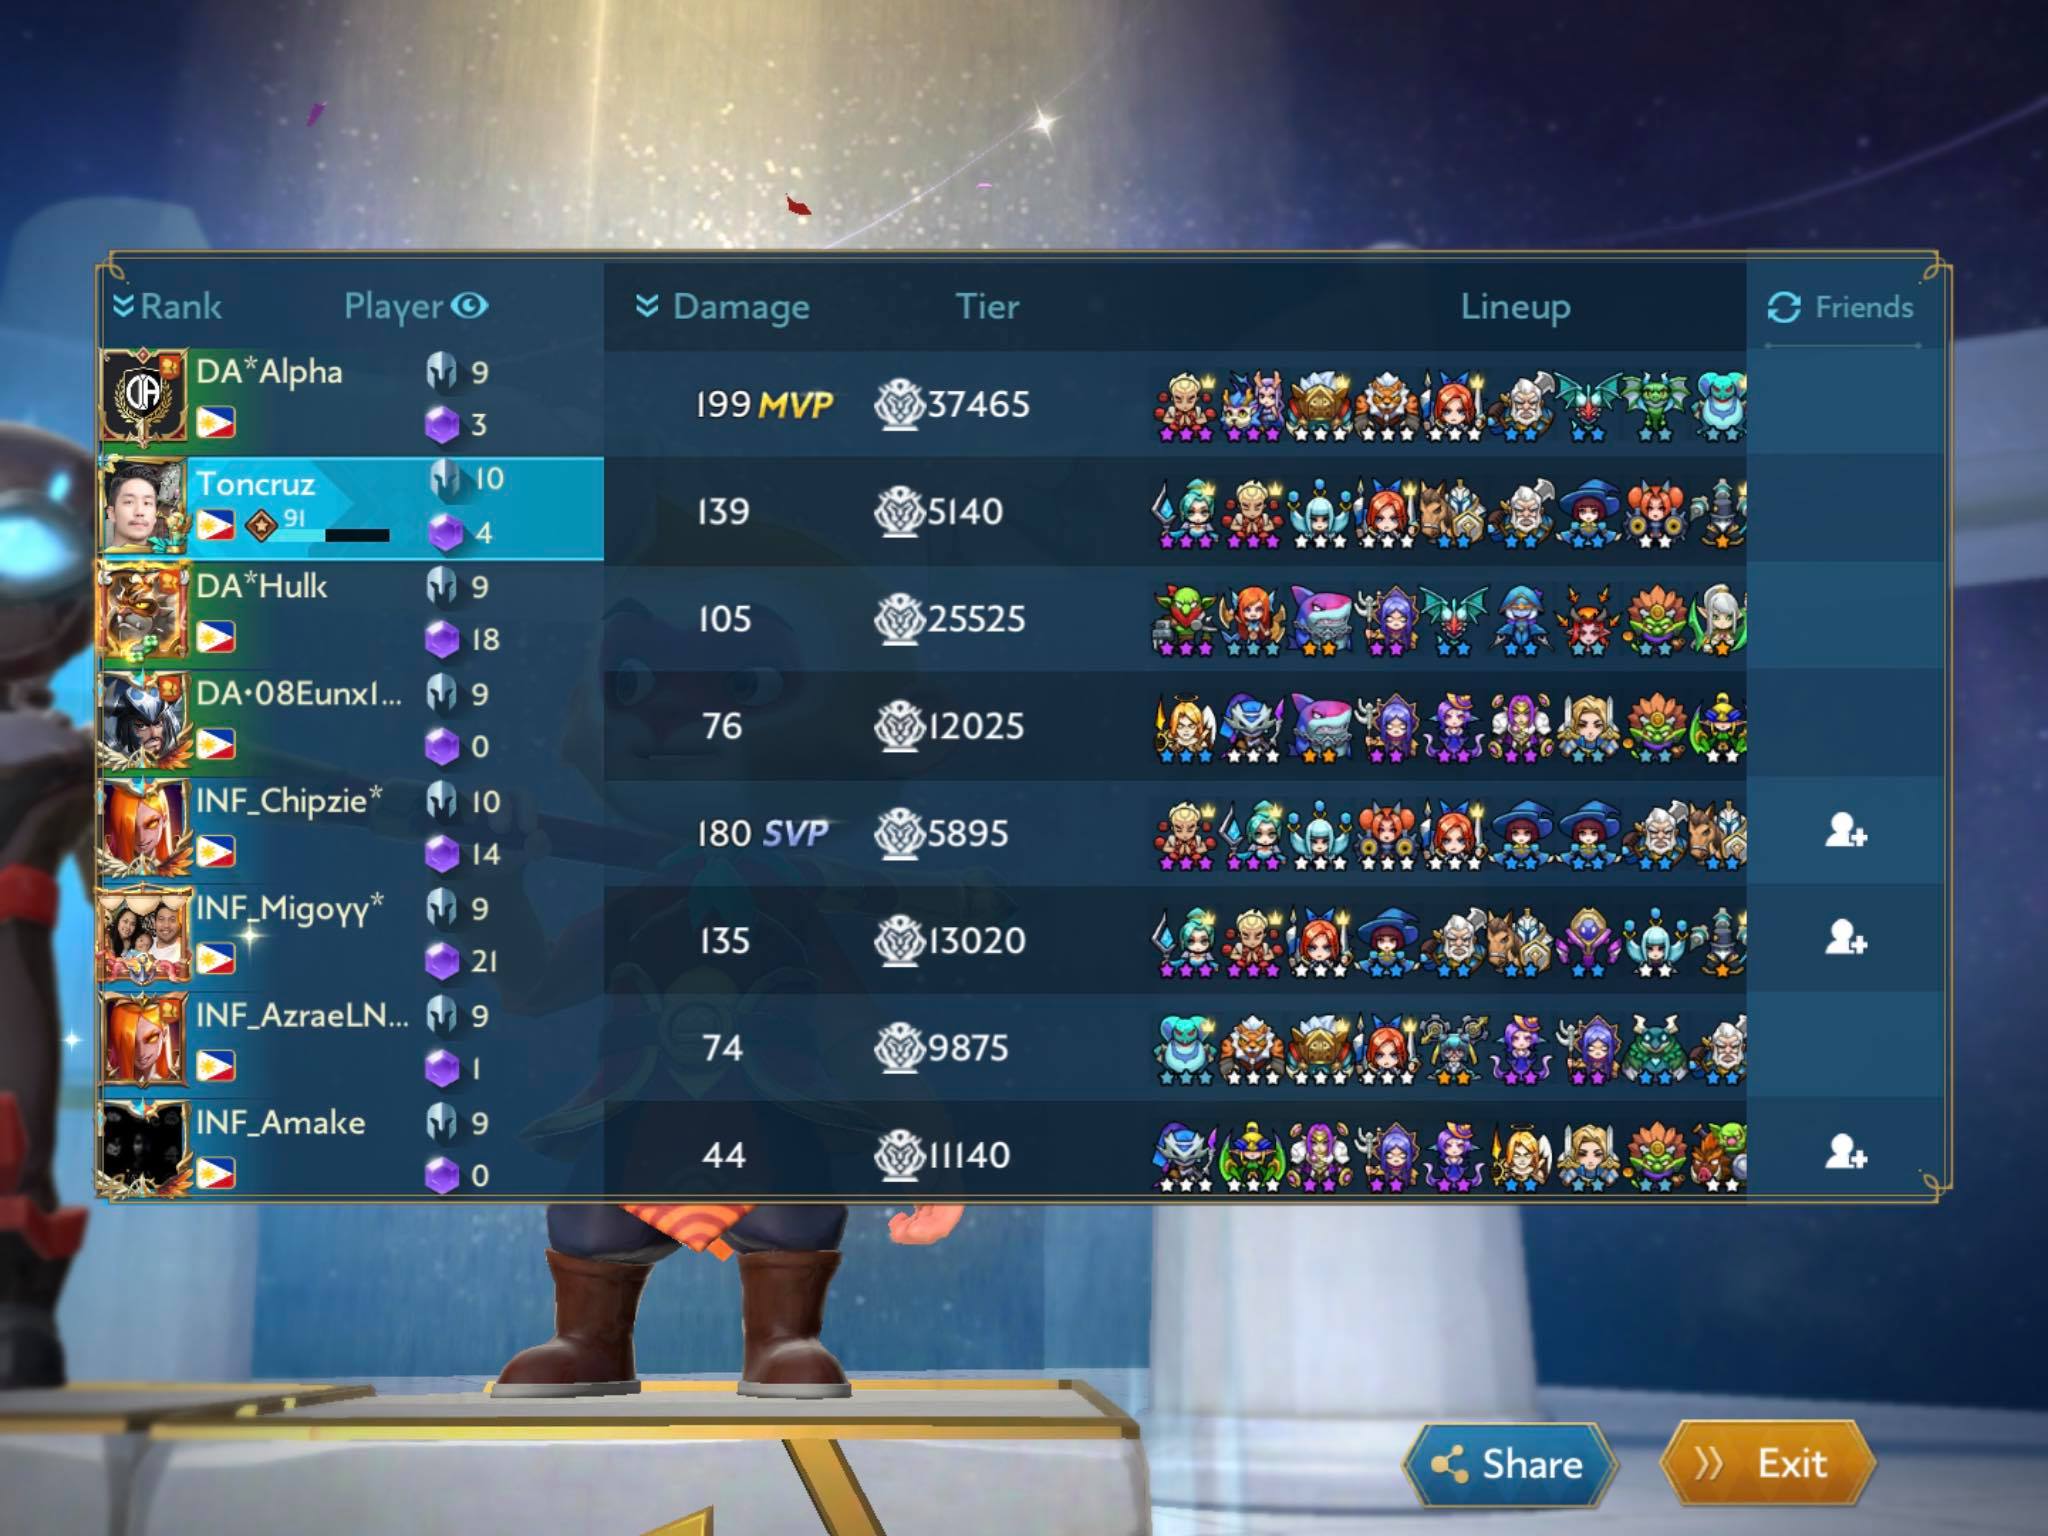 Rank Player Damage Tier Lineup Friends
DA*Alpha 9
3
199 MVP 37465
Toncruz 10
91 4
139 5140
DA*Hulk 9
18
105 25525
DA•08Eunx1... 9
0
76 12025
INF_Chipzie* 10
14
180 SVP 5895
INF_Migoyy* 9
21
135 13020
INF_AzraeLN... 9
1
74 9875
INF_Amake 9
0
44 11140
Share Exit